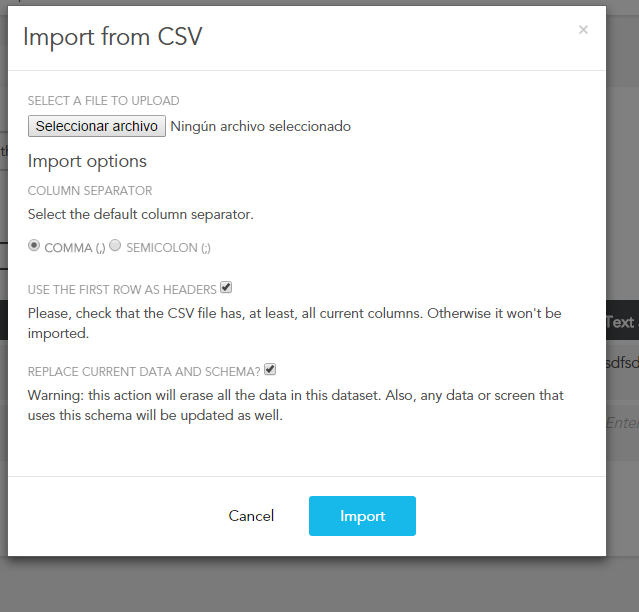 Import from CSV
×
SELECT A FILE TO UPLOAD
Seleccionar archivo Ningún archivo seleccionado
Import options
COLUMN SEPARATOR
Select the default column separator.
COMMA (,) SEMICOLON (;)
USE THE FIRST ROW AS HEADERS
Please, check that the CSV file has, at least, all current columns. Otherwise it won't be
imported.
Text
REPLACE CURRENT DATA AND SCHEMA?
sdfsd
Warning: this action will erase all the data in this dataset. Also, any data or screen that
uses this schema will be updated as well.
Enter
Cancel Import